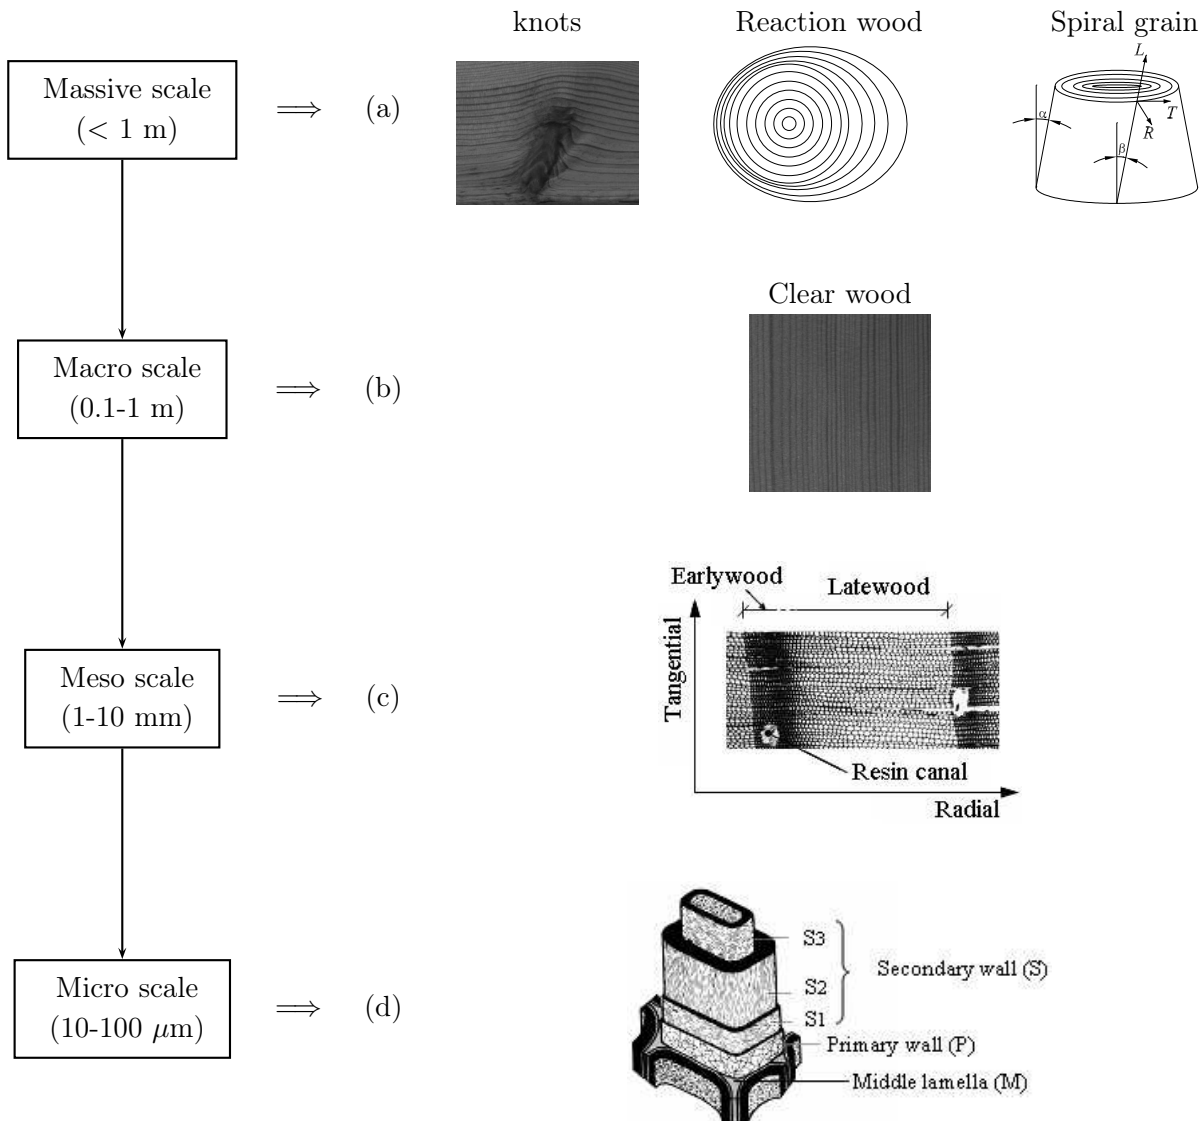 knots
Reaction wood
Spiral grain
Massive scale
(< 1 m)
⟹ (a)
L
α
T
R
β
Clear wood
Macro scale
(0.1-1 m)
⟹ (b)
Earlywood
Latewood
Tangential
Meso scale
(1-10 mm)
⟹ (c)
Resin canal
Radial
S3
Secondary wall (S)
S2
S1
Micro scale
(10-100 μm)
⟹ (d)
Primary wall (P)
Middle lamella (M)